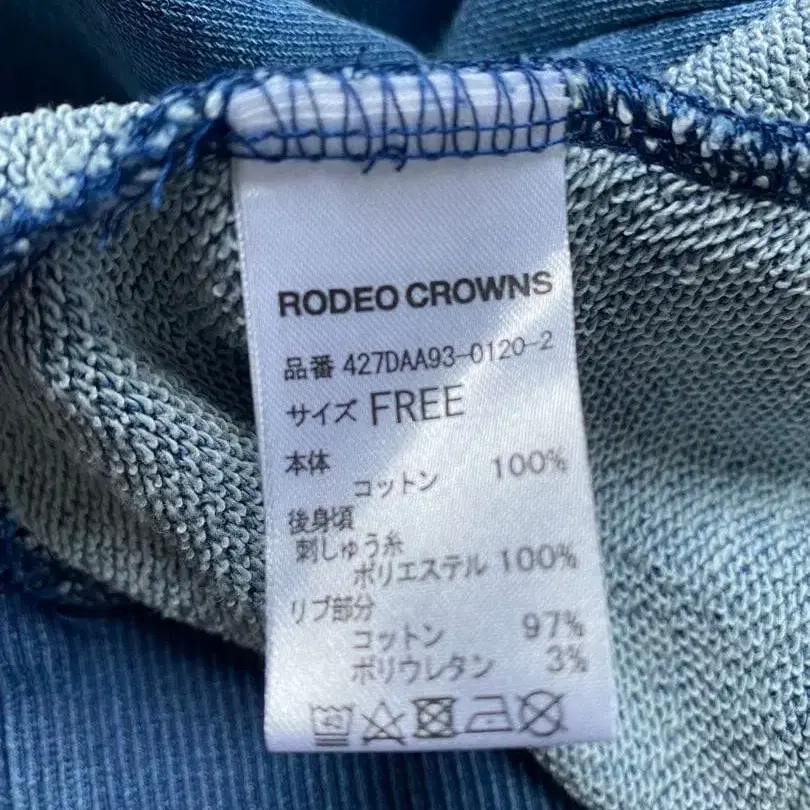 RODEO CROWNS
品番 427DAA93-0120-2
サイズ FREE
本体
コットン 100%
後身頃
刺しゅう糸
ポリエステル 100%
リブ部分
コットン 97%
ポリウレタン 3%